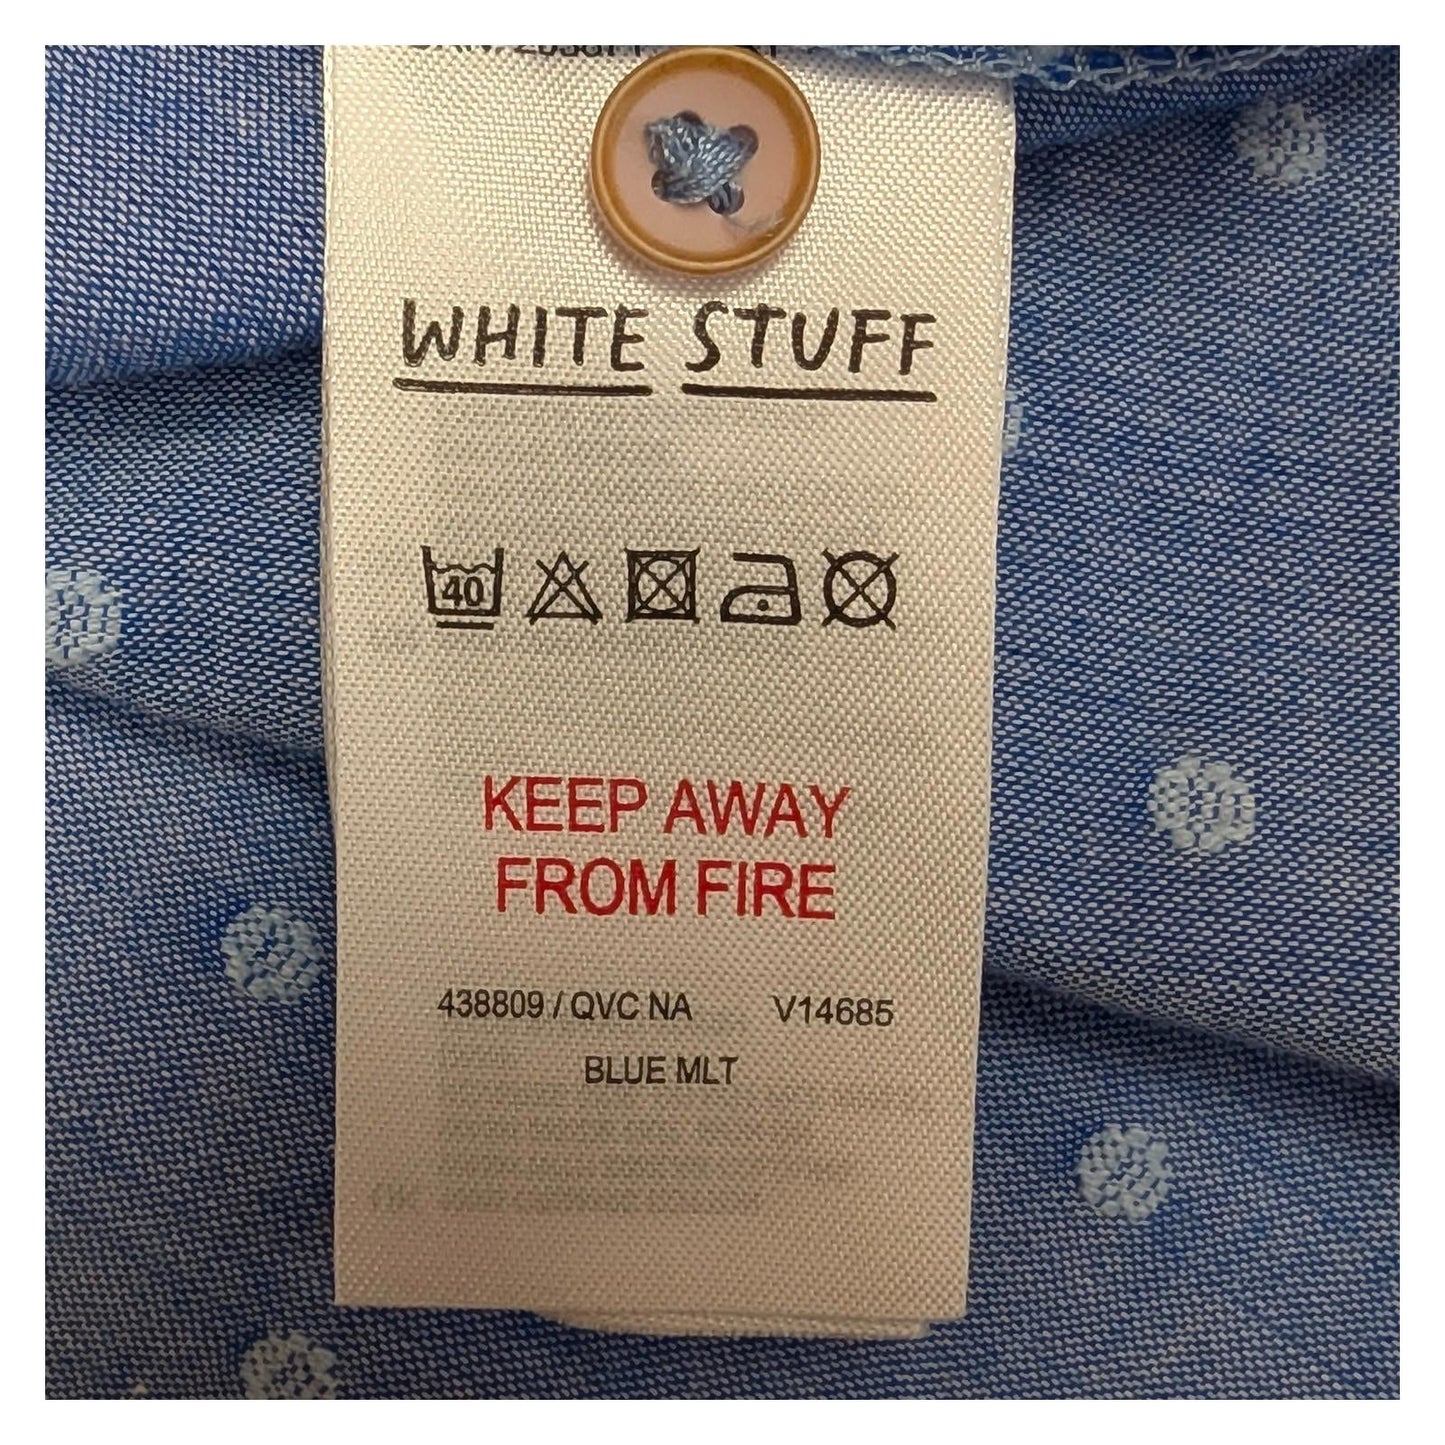 WHITE STUFF
40
KEEP AWAY
FROM FIRE
438809 / QVC NA V14685
BLUE MLT